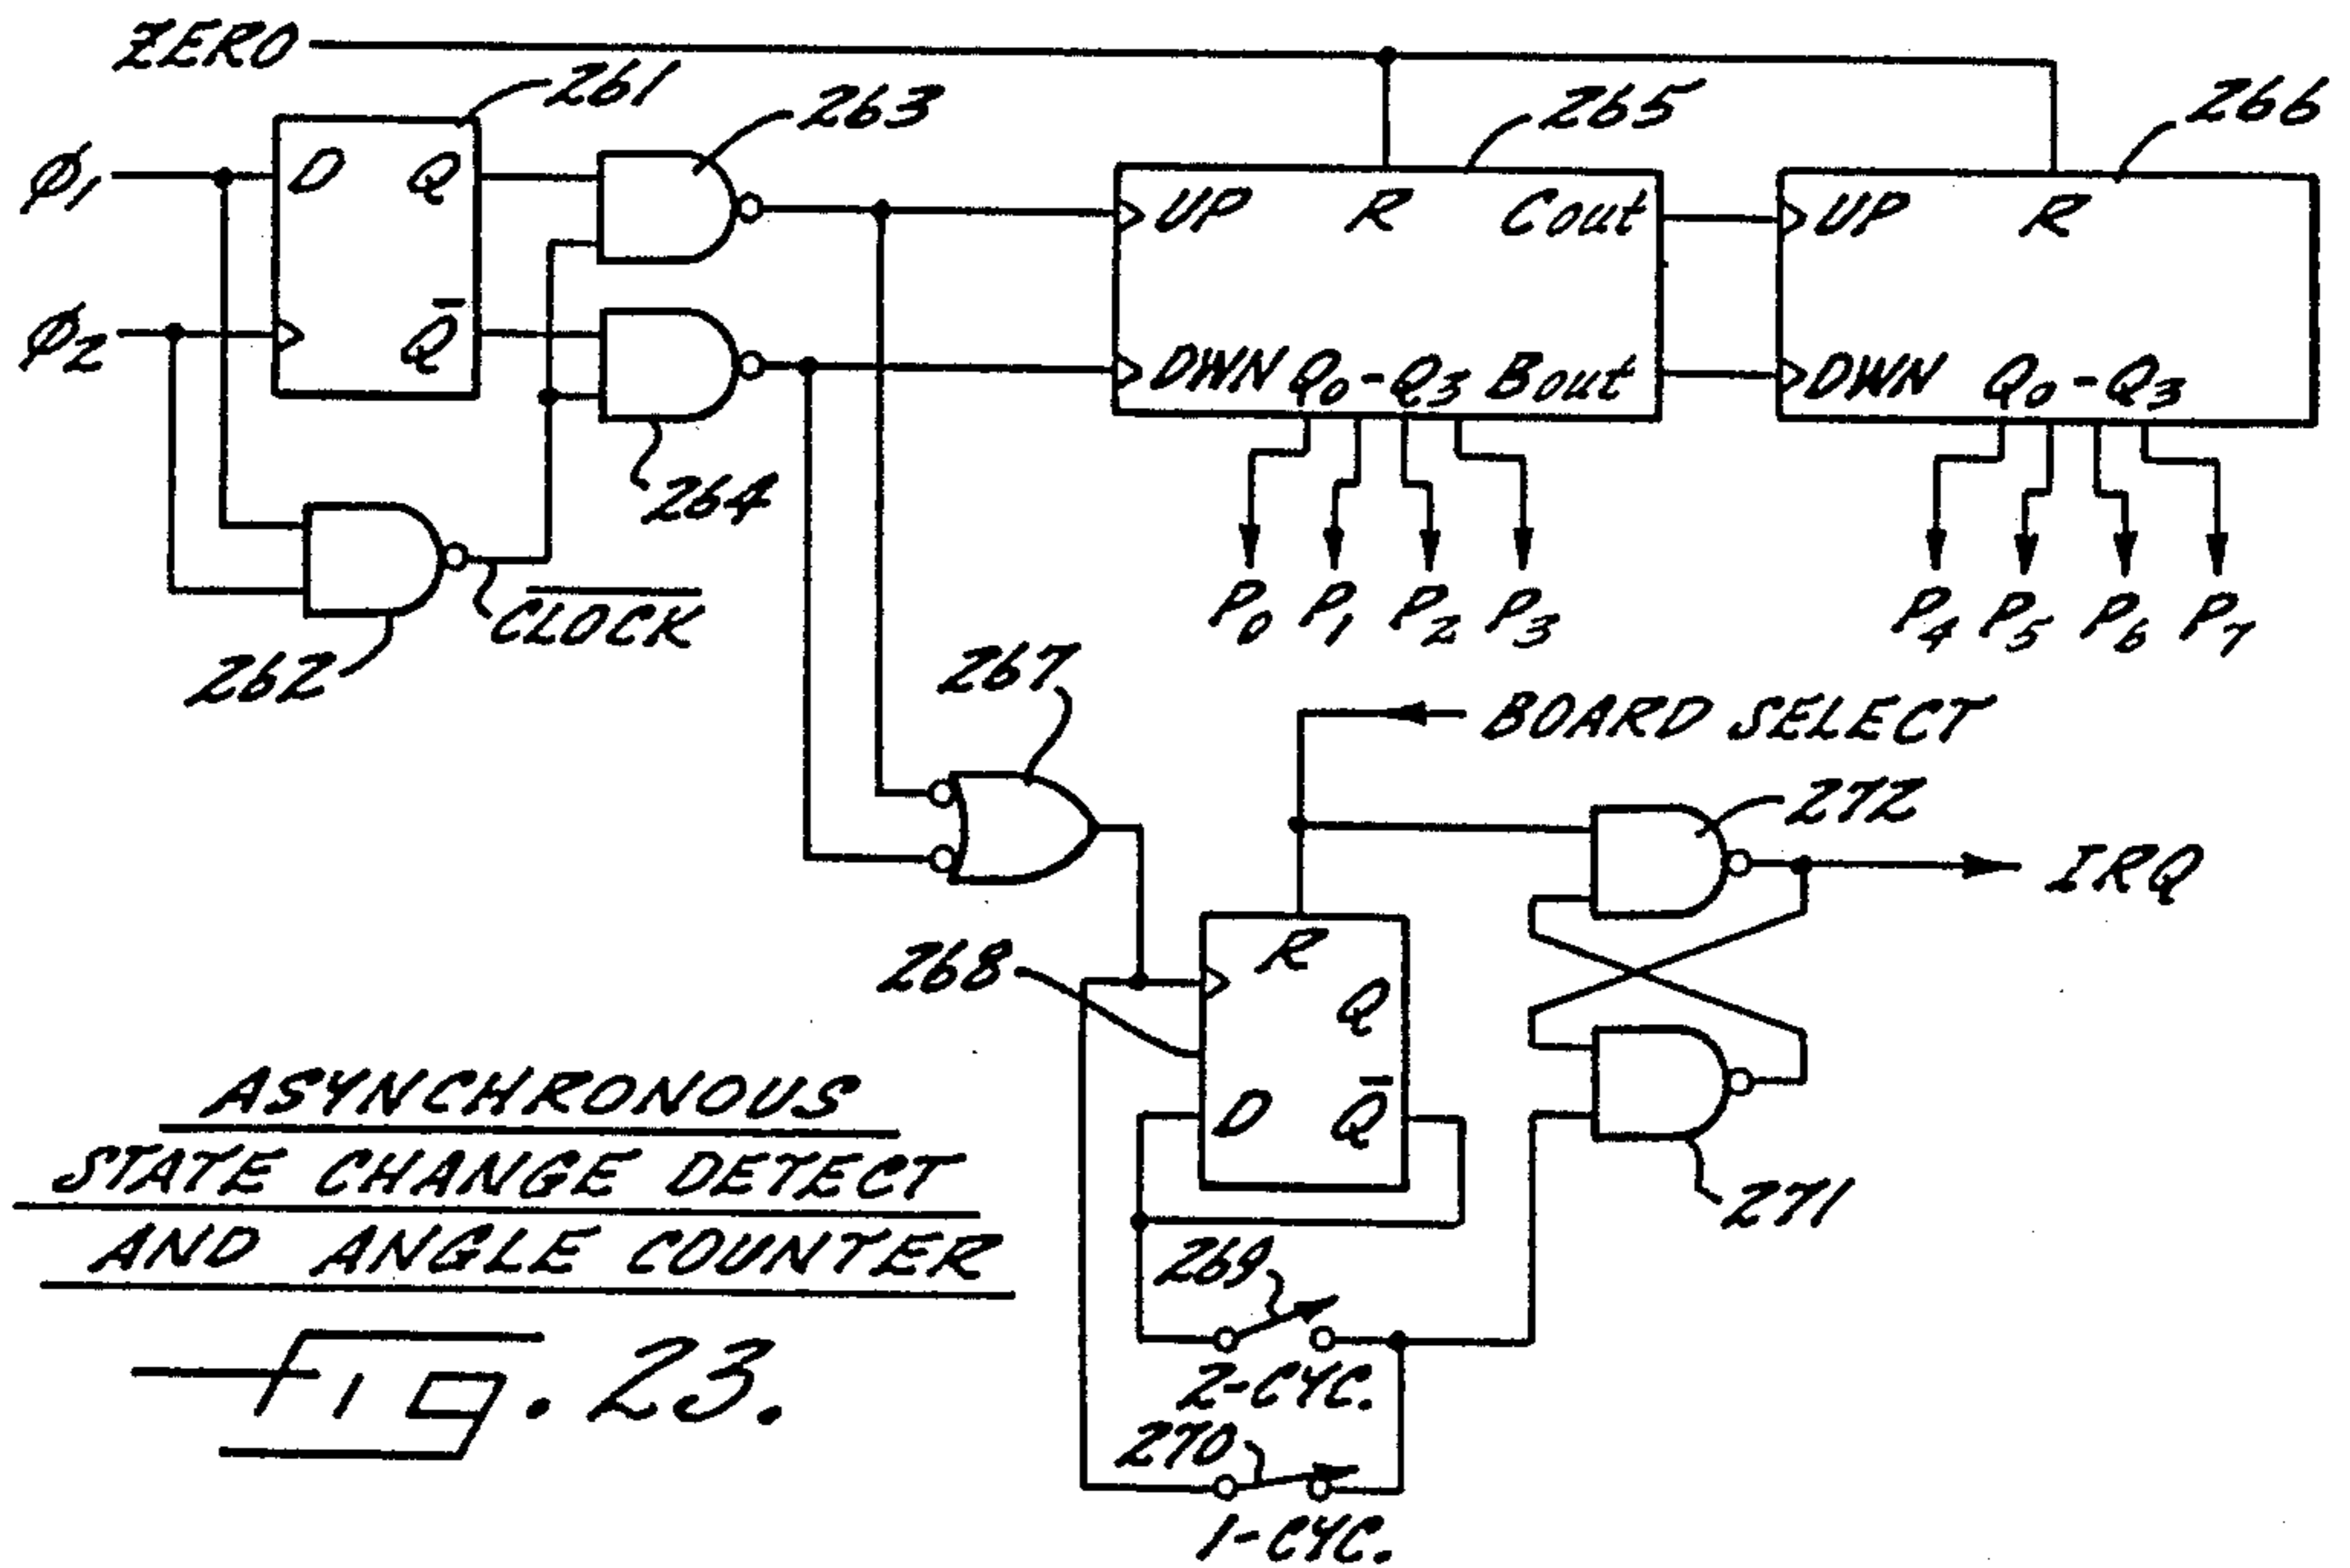 ZERO
261
263
265
266
φ1
D
Q
UP
R
Cout
UP
R
φ2
Q̅
DWN
Q0-Q3
Bout
DWN
Q0-Q3
264
C̅L̅O̅C̅K̅
262
P0
P1
P2
P3
P4
P5
P6
P7
267
BOARD SELECT
272
IRQ
268
R
Q
D
Q̅
271
269
2-CYC.
270
1-CYC.
ASYNCHRONOUS
STATE CHANGE DETECT
AND ANGLE COUNTER
Fig. 23.